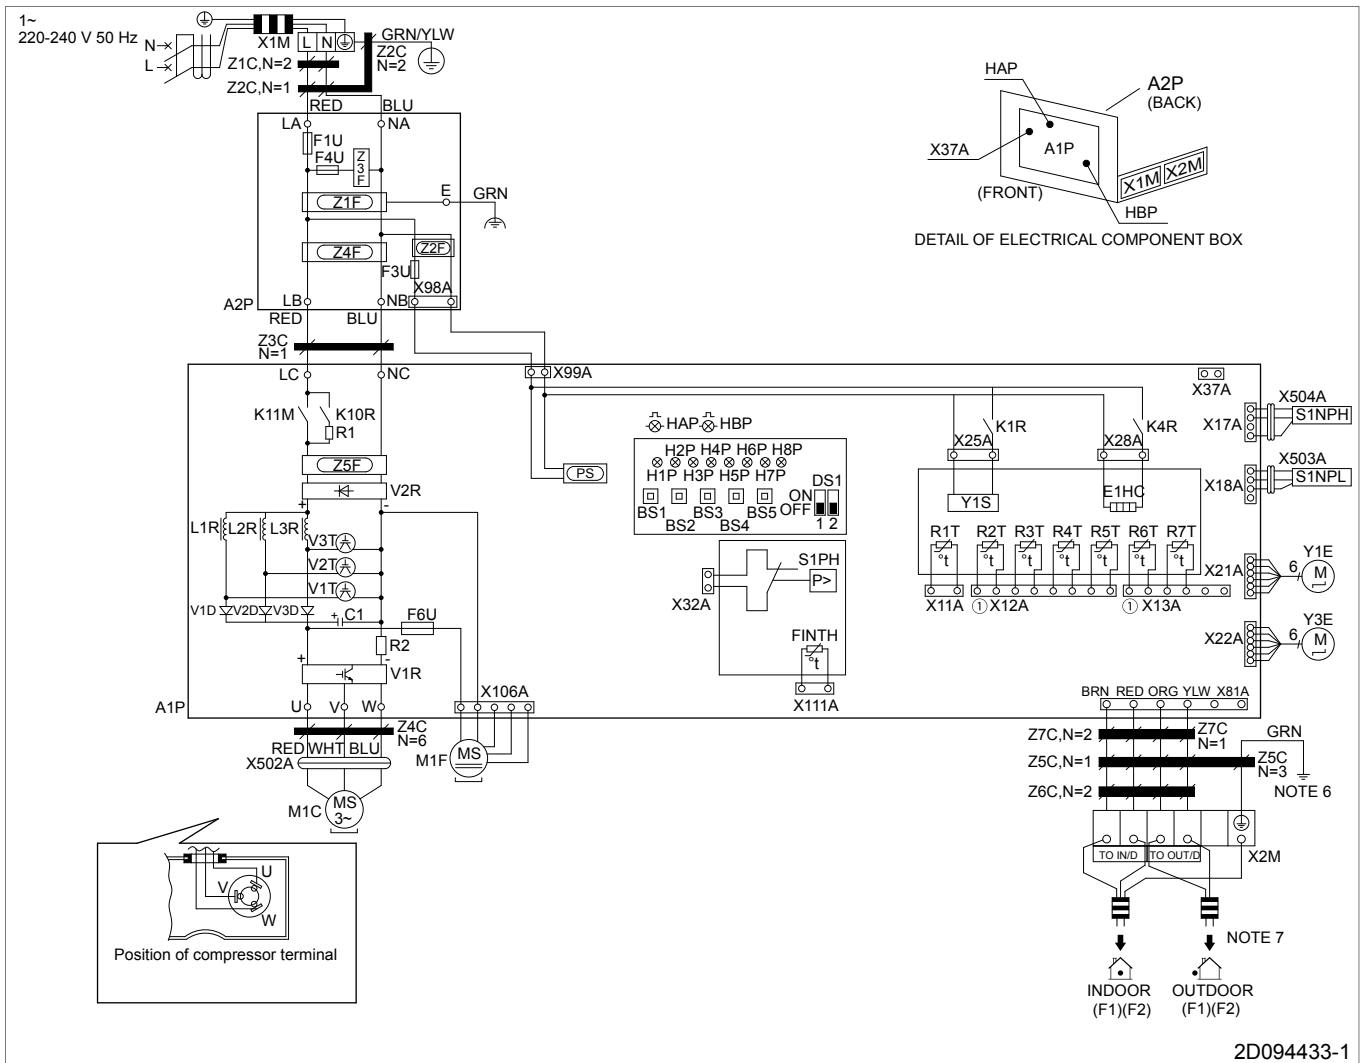 1~
220-240 V 50 Hz
N
L
X1M
L N
GRN/YLW
Z2C
N=2
Z1C,N=2
Z2C,N=1
RED
BLU
LA
NA
F1U
F4U
Z3F
Z1F
E
GRN
Z4F
Z2F
F3U
X98A
A2P
LB
NB
RED
BLU
Z3C
N=1
HAP
A2P
(BACK)
X37A
A1P
X1M
X2M
(FRONT)
HBP
DETAIL OF ELECTRICAL COMPONENT BOX
LC
NC
X99A
X37A
K11M
K10R
R1
Z5F
V2R
+
-
L1R
L2R
L3R
V3T
V2T
V1T
V1D
V2D
V3D
+
C1
F6U
R2
+
-
V1R
A1P
U
V
W
X106A
Z4C
N=6
RED
WHT
BLU
X502A
M1F
MS
M1C
MS
3~
PS
HAP
HBP
H2P H4P H6P H8P
H1P H3P H5P H7P
DS1
ON
OFF
1 2
BS1
BS2
BS3
BS4
BS5
X32A
S1PH
P>
FINTH
°t
X111A
K1R
K4R
X25A
X28A
Y1S
E1HC
R1T
R2T
R3T
R4T
R5T
R6T
R7T
°t
°t
°t
°t
°t
°t
°t
X11A
① X12A
① X13A
X17A
X504A
S1NPH
X18A
X503A
S1NPL
X21A
6
Y1E
M
X22A
6
Y3E
M
BRN RED ORG YLW X81A
Z7C,N=2
Z7C
N=1
GRN
Z5C,N=1
Z5C
N=3
Z6C,N=2
NOTE 6
TO IN/D
TO OUT/D
X2M
NOTE 7
INDOOR
(F1)(F2)
OUTDOOR
(F1)(F2)
U
V
W
Position of compressor terminal
2D094433-1